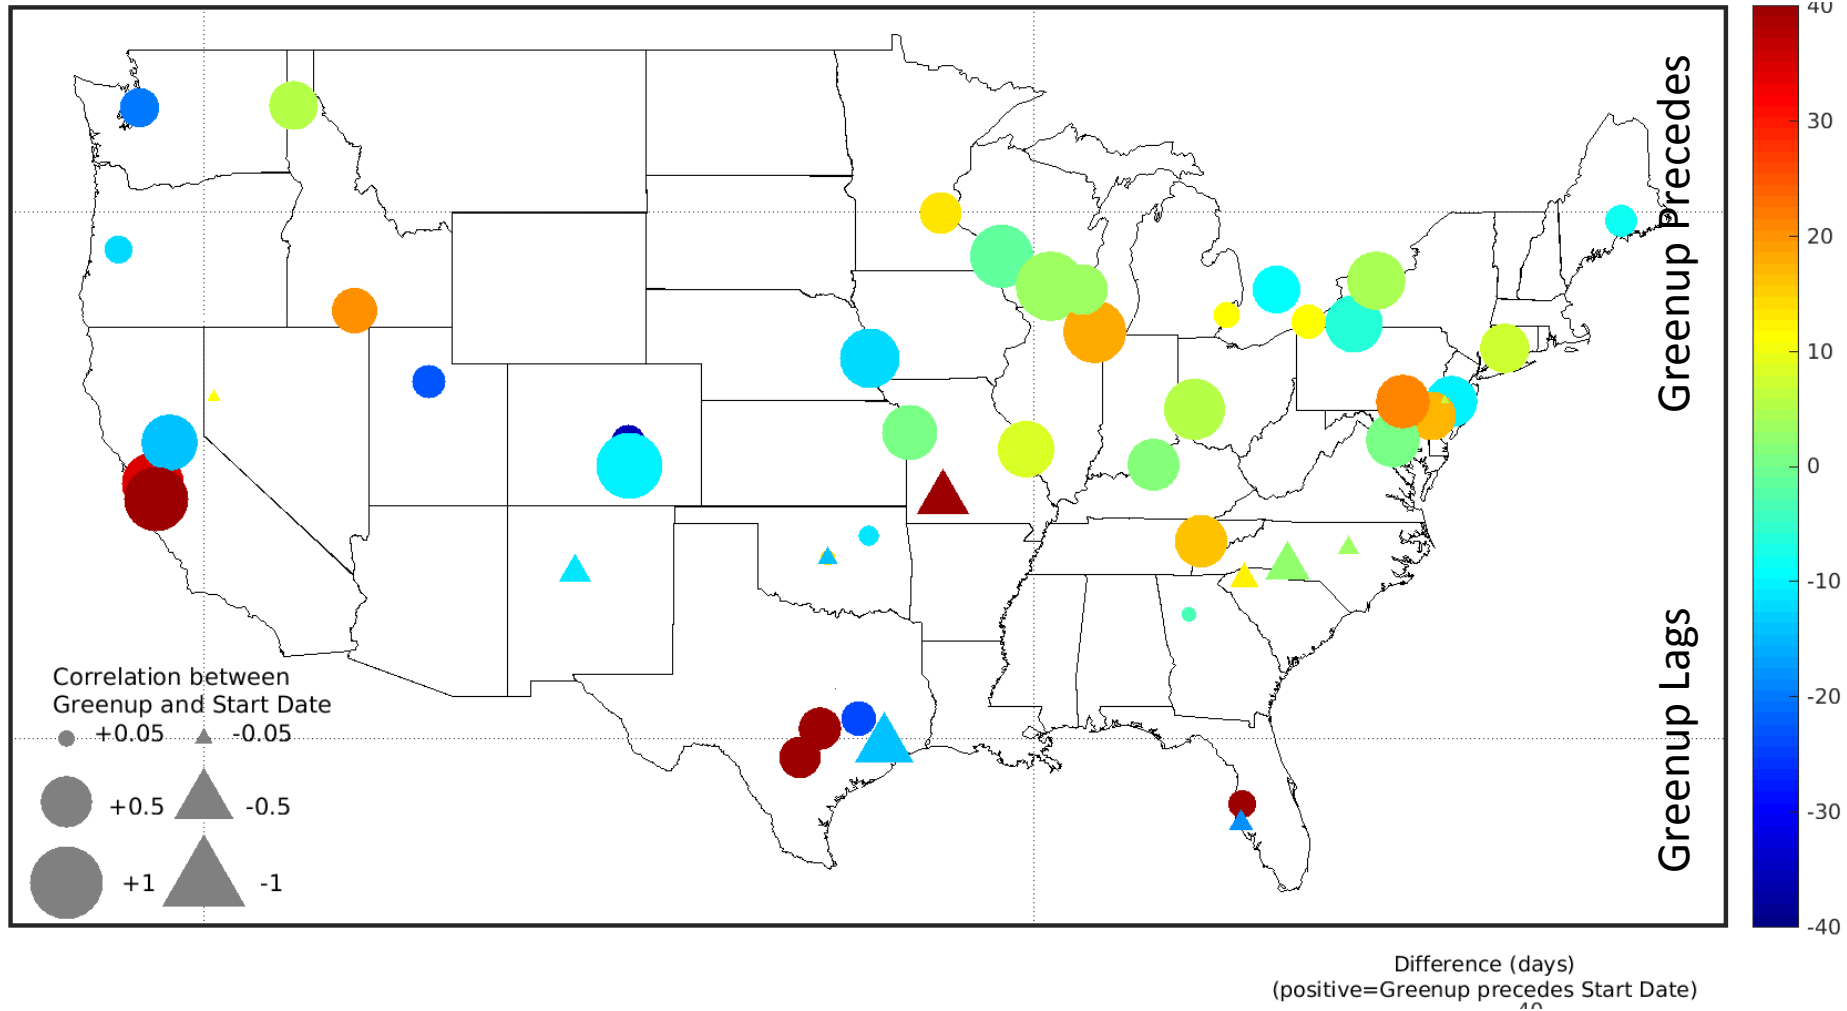 40
30
20
10
0
-10
-20
-30
-40
Greenup Precedes
Greenup Lags
Correlation between
Greenup and Start Date
+0.05 -0.05
+0.5 -0.5
+1 -1
Difference (days)
(positive=Greenup precedes Start Date)
40